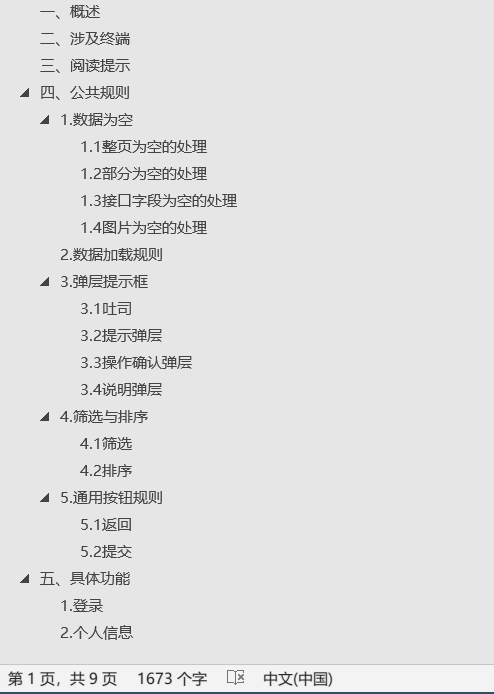 一、概述
二、涉及终端
三、阅读提示
四、公共规则
1.数据为空
1.1整页为空的处理
1.2部分为空的处理
1.3接口字段为空的处理
1.4图片为空的处理
2.数据加载规则
3.弹层提示框
3.1吐司
3.2提示弹层
3.3操作确认弹层
3.4说明弹层
4.筛选与排序
4.1筛选
4.2排序
5.通用按钮规则
5.1返回
5.2提交
五、具体功能
1.登录
2.个人信息
第 1 页，共 9 页 1673 个字 中文(中国)